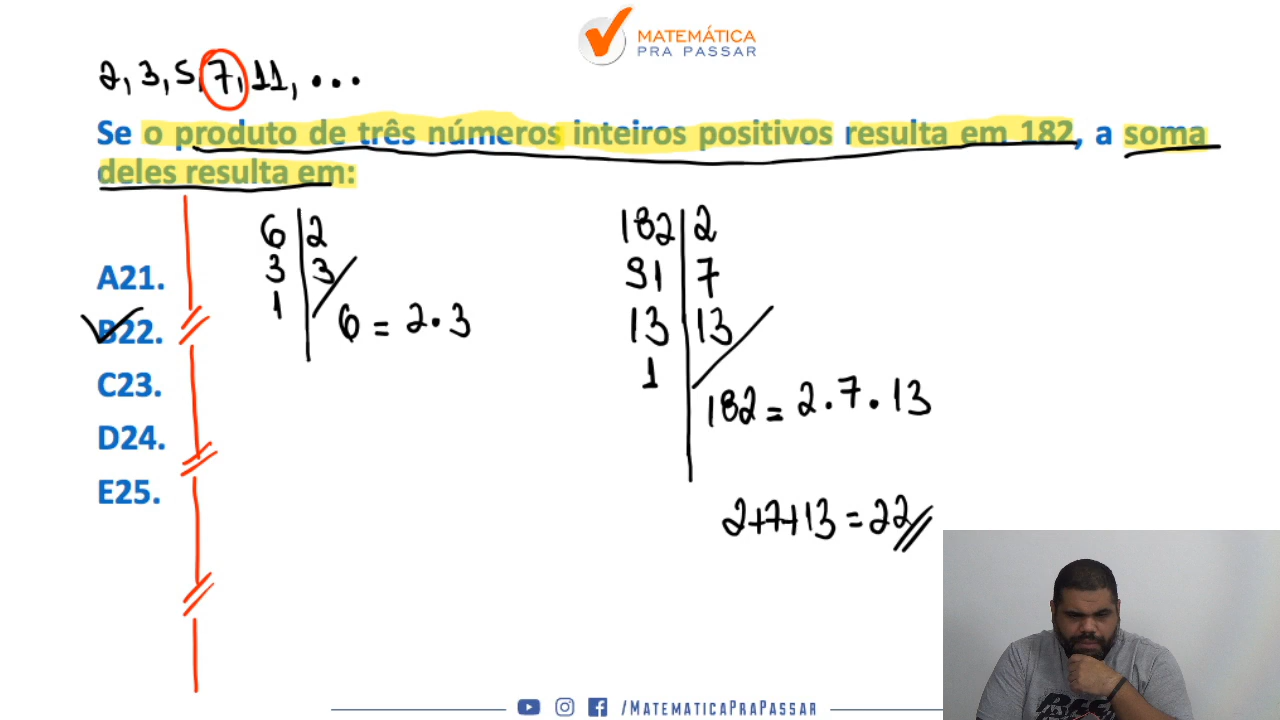 MATEMÁTICA
PRA PASSAR
2, 3, 5, 7, 11, ...
Se o produto de três números inteiros positivos resulta em 182, a soma
deles resulta em:
A21.
B22.
C23.
D24.
E25.
6 | 2
3 | 3
1
6 = 2.3
182 | 2
91 | 7
13 | 13
1
182 = 2.7.13
2+7+13=22
/MATEMATICAPRAPASSAR